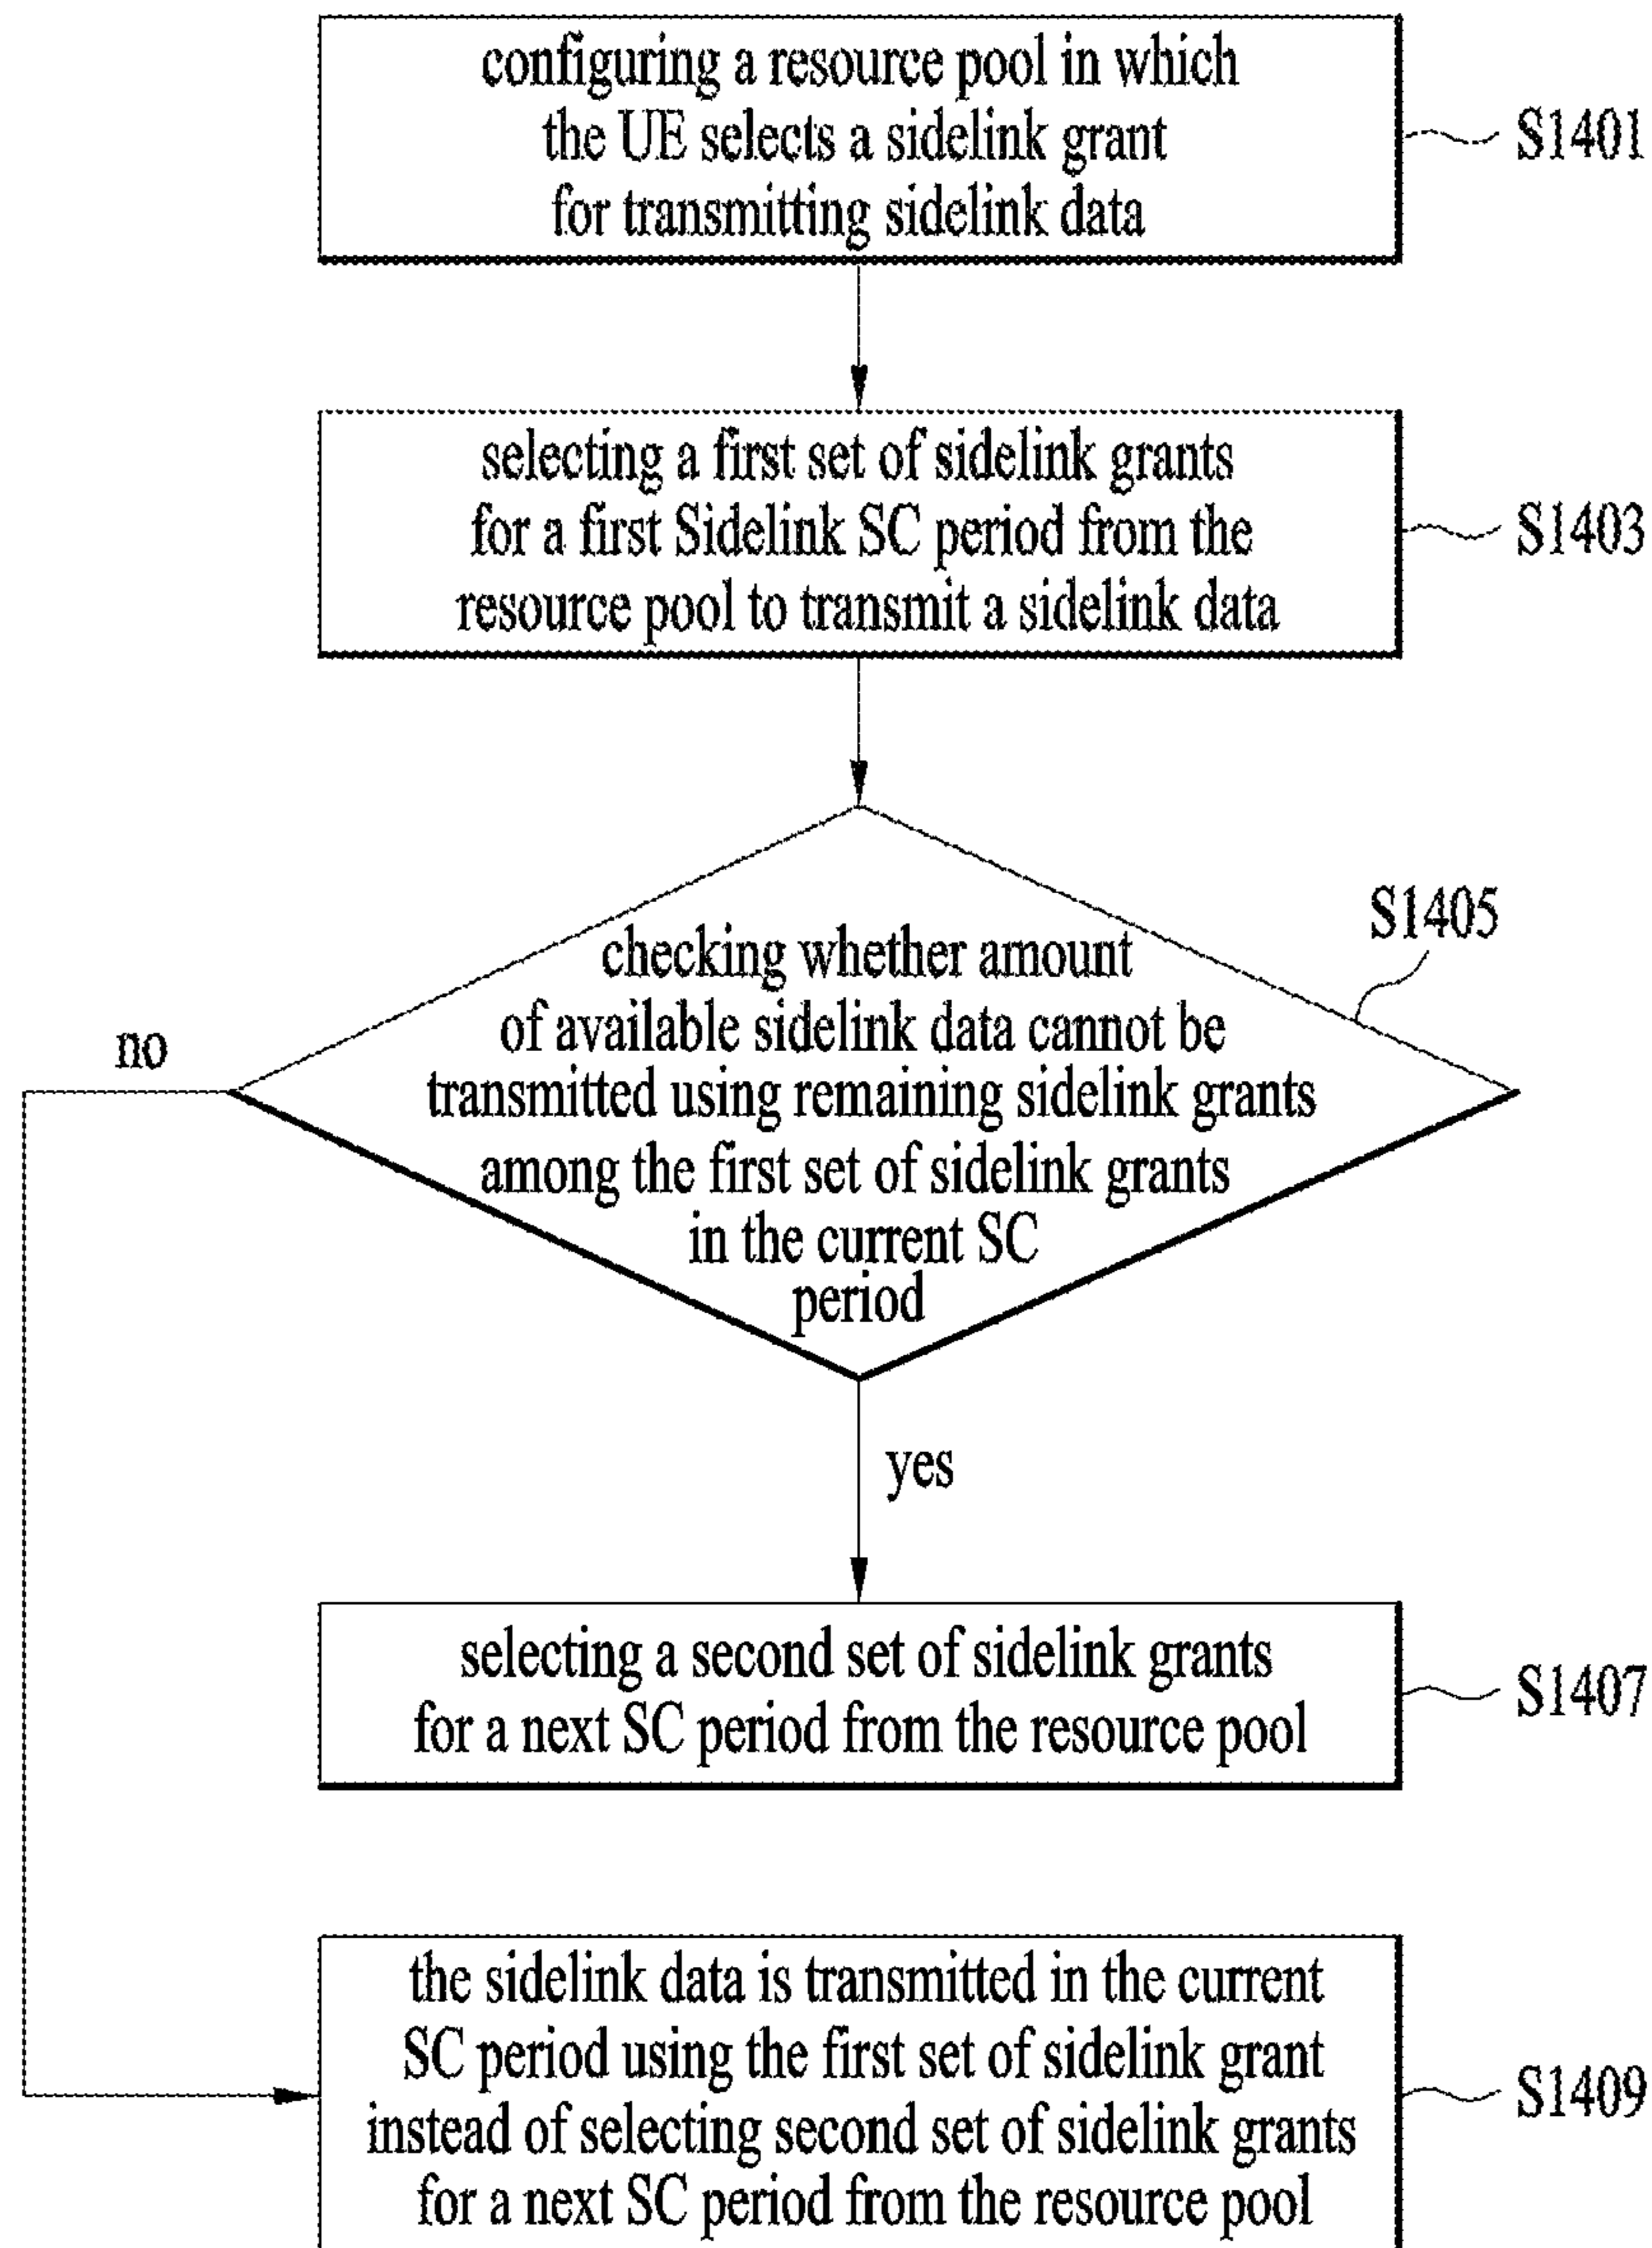 configuring a resource pool in which
the UE selects a sidelink grant
for transmitting sidelink data
S1401
selecting a first set of sidelink grants
for a first Sidelink SC period from the
resource pool to transmit a sidelink data
S1403
S1405
checking whether amount
of available sidelink data cannot be
transmitted using remaining sidelink grants
among the first set of sidelink grants
in the current SC
period
no
yes
selecting a second set of sidelink grants
for a next SC period from the resource pool
S1407
the sidelink data is transmitted in the current
SC period using the first set of sidelink grant
instead of selecting second set of sidelink grants
for a next SC period from the resource pool
S1409